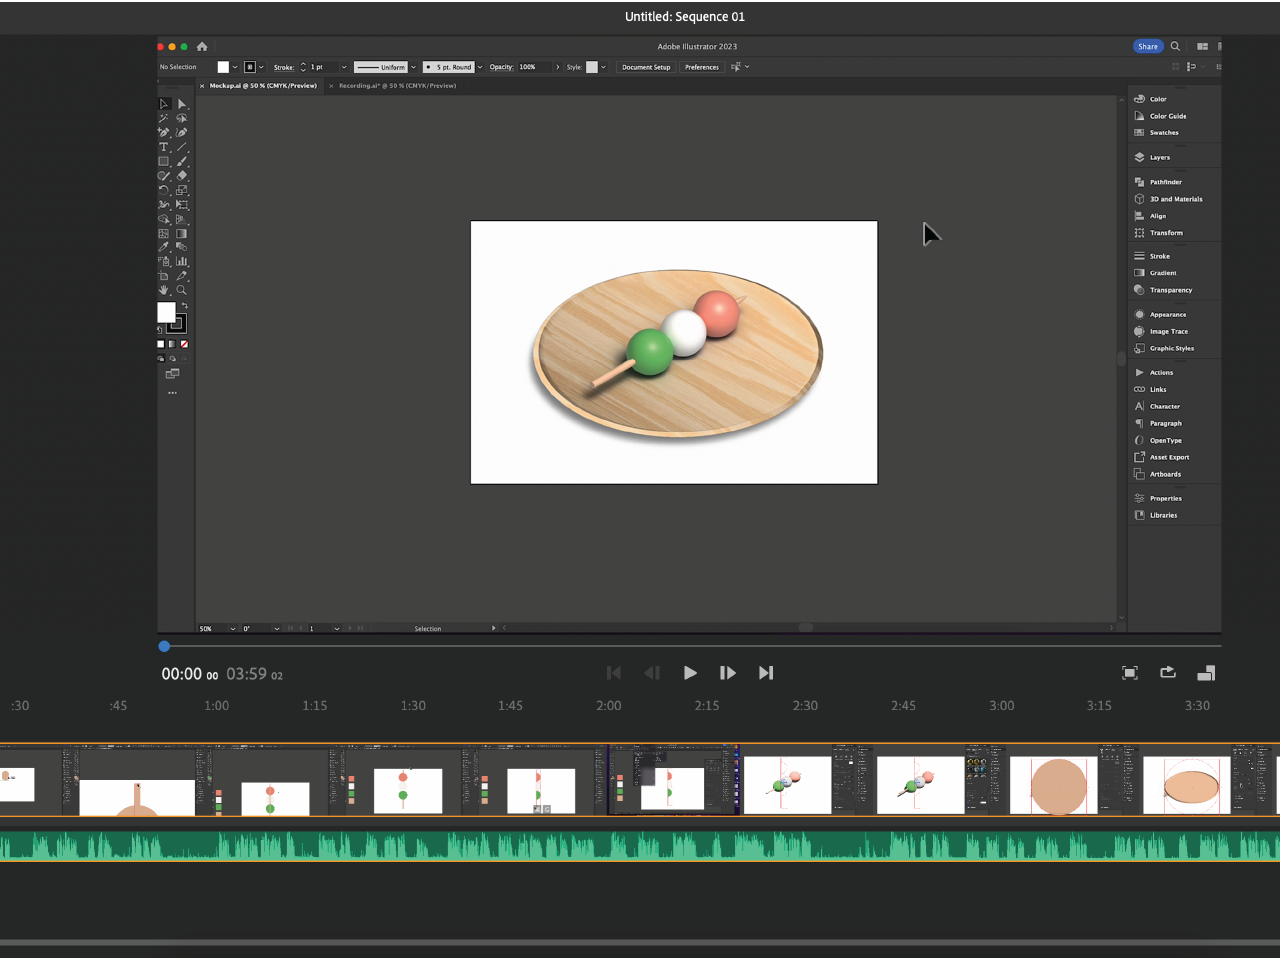 Untitled: Sequence 01
Adobe Illustrator 2023
Share
No Selection
Stroke:
1 pt
Uniform
5 pt. Round
Opacity:
100%
Style:
Document Setup
Preferences
× Mockup.ai @ 50 % (CMYK/Preview)
× Recording.ai* @ 50 % (CMYK/Preview)
Color
Color Guide
Swatches
Layers
Pathfinder
3D and Materials
Align
Transform
Stroke
Gradient
Transparency
Appearance
Image Trace
Graphic Styles
Actions
Links
Character
Paragraph
OpenType
Asset Export
Artboards
Properties
Libraries
50%
0°
1
Selection
00:00 00
03:59 02
:30
:45
1:00
1:15
1:30
1:45
2:00
2:15
2:30
2:45
3:00
3:15
3:30